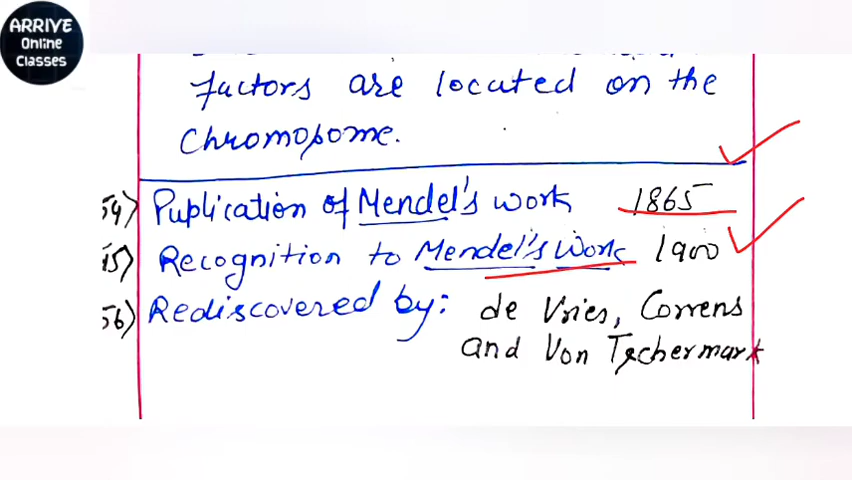 ARRIVE
Online
Classes
factors are located on the
Chromopome.
54) Puplication of Mendel's work 1865
55) Recognition to Mendel's Work 1900
56) Rediscovered by: de Vries, Correns
and Von Tschermark